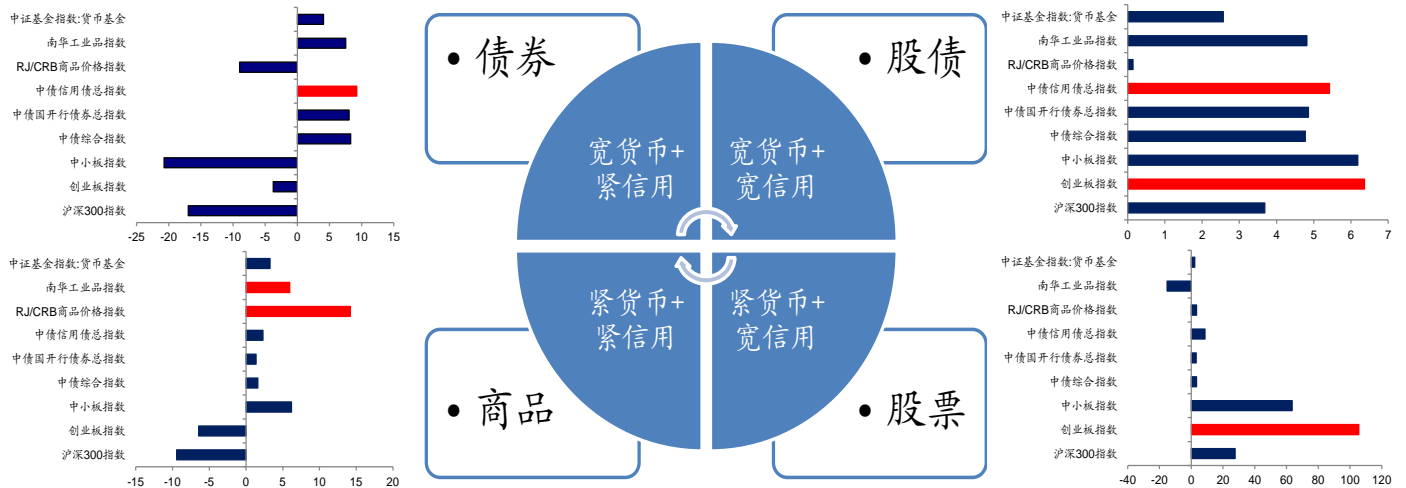 中证基金指数:货币基金
南华工业品指数
RJ/CRB商品价格指数
中债信用债总指数
中债国开行债券总指数
中债综合指数
中小板指数
创业板指数
沪深300指数
-25 -20 -15 -10 -5 0 5 10 15
• 债券
• 股债
宽货币+
紧信用
宽货币+
宽信用
中证基金指数:货币基金
南华工业品指数
RJ/CRB商品价格指数
中债信用债总指数
中债国开行债券总指数
中债综合指数
中小板指数
创业板指数
沪深300指数
0 1 2 3 4 5 6 7
中证基金指数:货币基金
南华工业品指数
RJ/CRB商品价格指数
中债信用债总指数
中债国开行债券总指数
中债综合指数
中小板指数
创业板指数
沪深300指数
-15 -10 -5 0 5 10 15 20
紧货币+
紧信用
紧货币+
宽信用
• 商品
• 股票
中证基金指数:货币基金
南华工业品指数
RJ/CRB商品价格指数
中债信用债总指数
中债国开行债券总指数
中债综合指数
中小板指数
创业板指数
沪深300指数
-40 -20 0 20 40 60 80 100 120